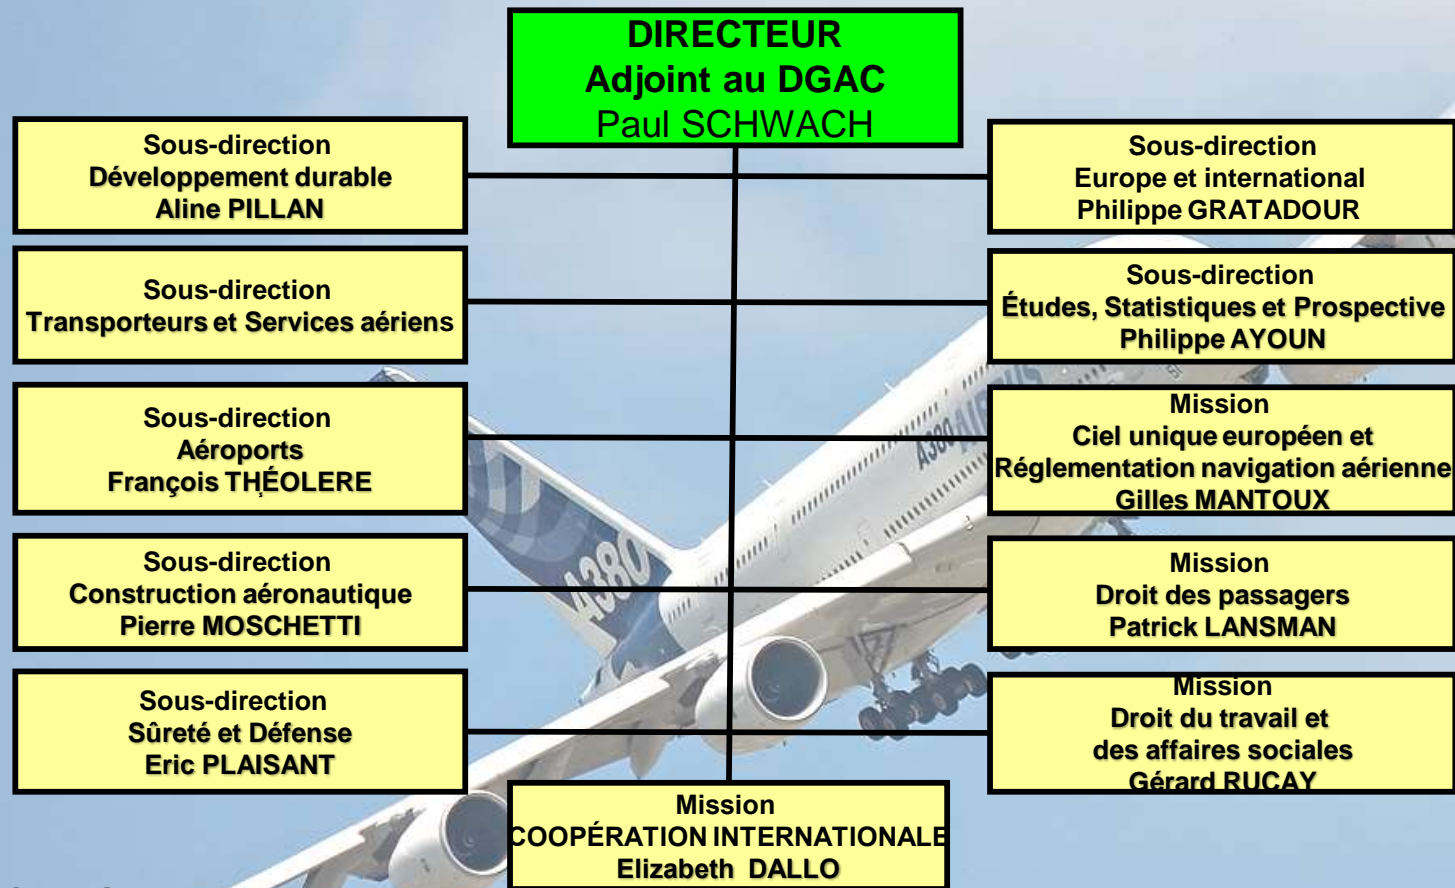 DIRECTEUR
Adjoint au DGAC
Paul SCHWACH
Sous-direction
Développement durable
Aline PILLAN
Sous-direction
Europe et international
Philippe GRATADOUR
Sous-direction
Transporteurs et Services aériens
Sous-direction
Études, Statistiques et Prospective
Philippe AYOUN
Sous-direction
Aéroports
François THÉOLERE
Mission
Ciel unique européen et
Réglementation navigation aérienne
Gilles MANTOUX
Sous-direction
Construction aéronautique
Pierre MOSCHETTI
Mission
Droit des passagers
Patrick LANSMAN
Sous-direction
Sûreté et Défense
Eric PLAISANT
Mission
Droit du travail et
des affaires sociales
Gérard RUCAY
Mission
COOPÉRATION INTERNATIONALE
Elizabeth DALLO
A380
A380